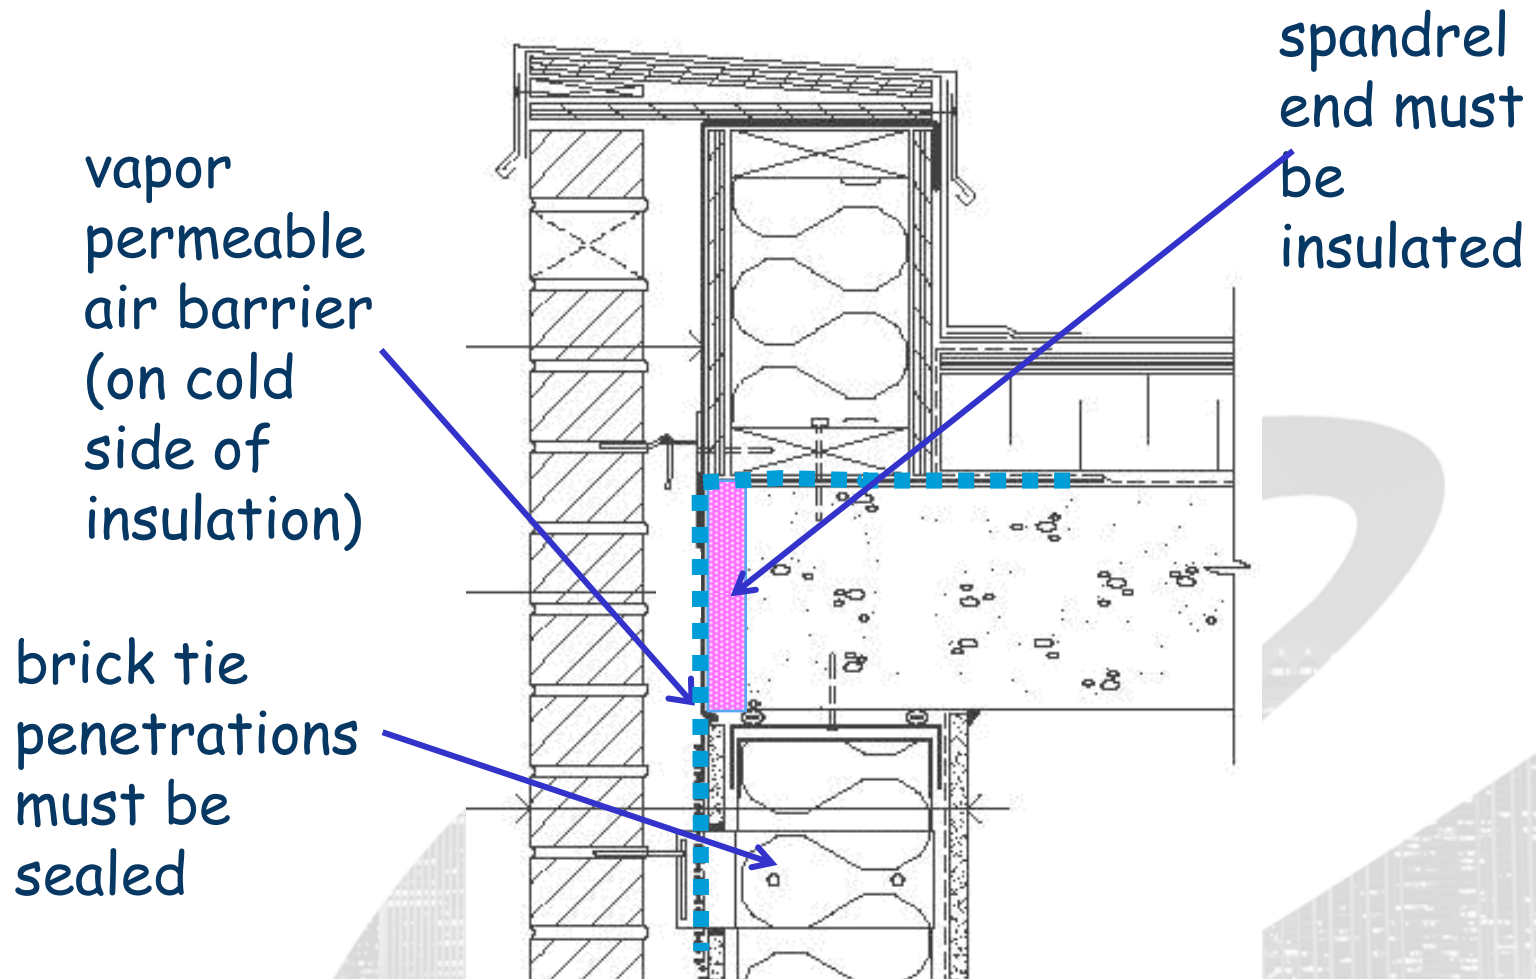 spandrel
end must
be
insulated
vapor
permeable
air barrier
(on cold
side of
insulation)
brick tie
penetrations
must be
sealed